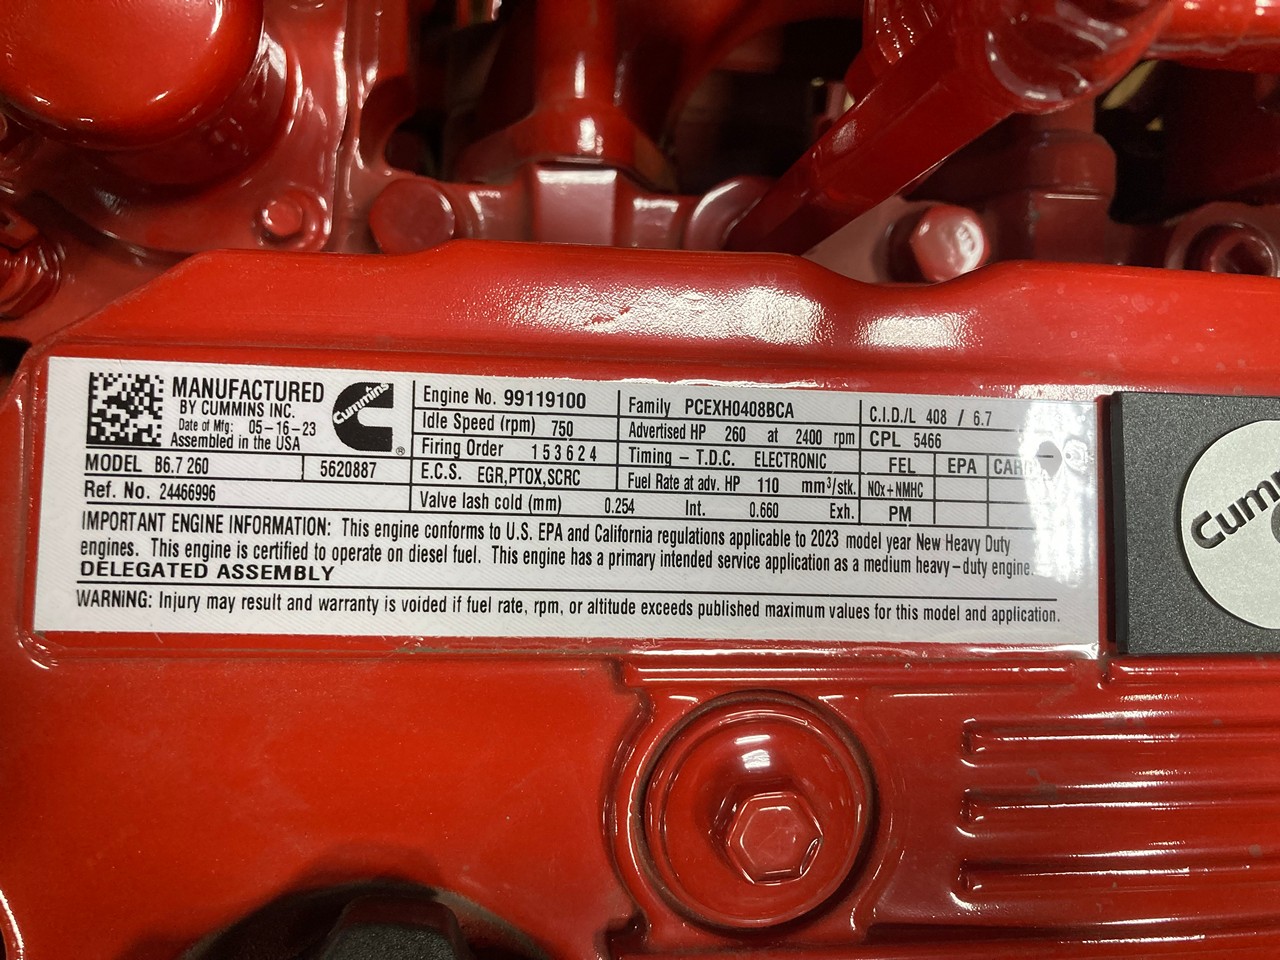 MANUFACTURED
BY CUMMINS INC.
Date of Mfg: 05-16-23
Assembled in the USA
Cummins
®
MODEL B6.7 260 5620887
Ref. No. 24466996
Engine No. 99119100
Idle Speed (rpm) 750
Firing Order 1 5 3 6 2 4
E.C.S. EGR,PTOX,SCRC
Valve lash cold (mm) 0.254 Int. 0.660 Exh.
Family PCEXH0408BCA
Advertised HP 260 at 2400 rpm
Timing – T.D.C. ELECTRONIC
Fuel Rate at adv. HP 110 mm³/stk.
C.I.D./L 408 / 6.7
CPL 5466
FEL EPA
NOx+NMHC
PM
IMPORTANT ENGINE INFORMATION: This engine conforms to U.S. EPA and California regulations applicable to 2023 model year New Heavy Duty
engines. This engine is certified to operate on diesel fuel. This engine has a primary intended service application as a medium heavy–duty engine.
DELEGATED ASSEMBLY
WARNING: Injury may result and warranty is voided if fuel rate, rpm, or altitude exceeds published maximum values for this model and application.
Cumm